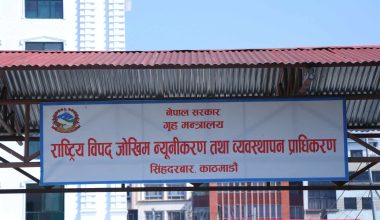 नेपाल सरकार
गृह मन्त्रालय
राष्ट्रिय विपद् जोखिम न्यूनीकरण तथा व्यवस्थापन प्राधिकरण
सिंहदरबार, काठमाडौं